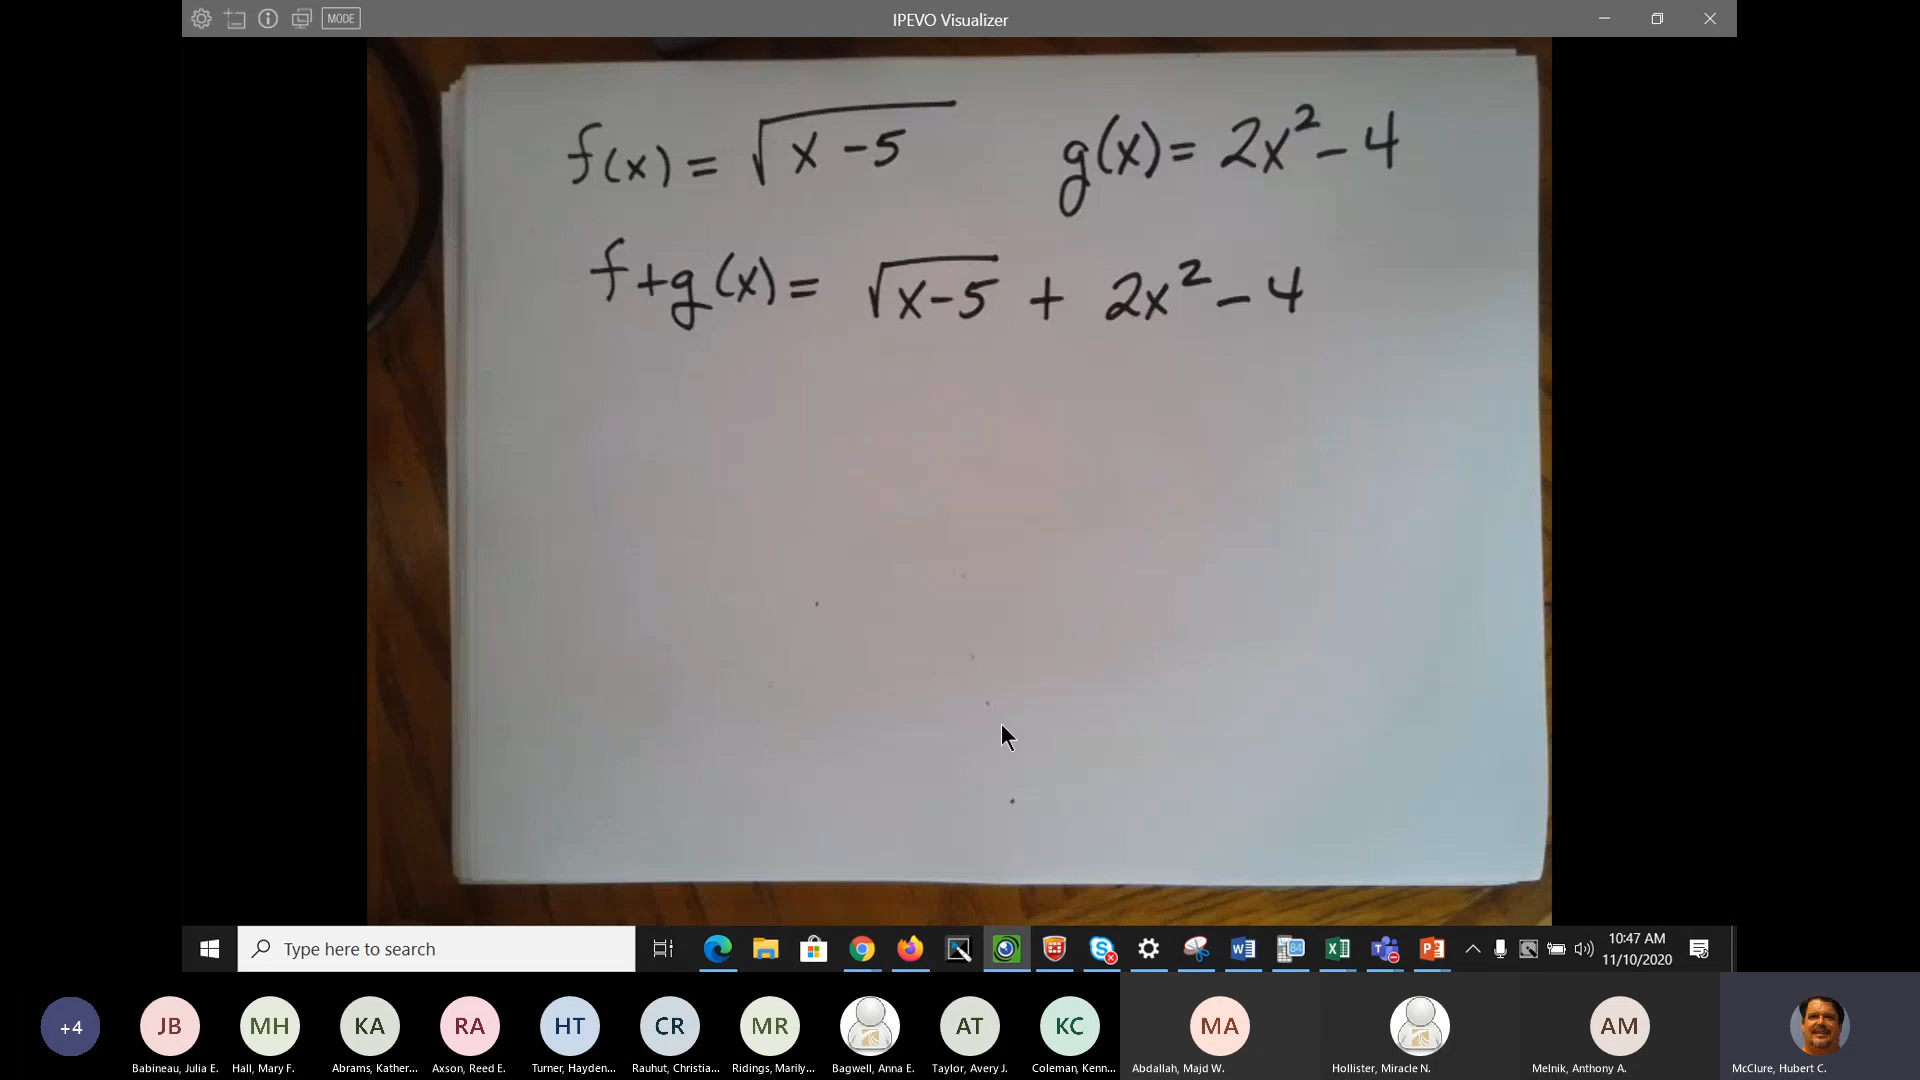 MODE IPEVO Visualizer
f(x) = √x-5 g(x) = 2x²-4
f+g(x) = √x-5 + 2x²-4
Type here to search
10:47 AM
11/10/2020
+4 JB MH KA RA HT CR MR AT KC MA AM
Babineau, Julia E. Hall, Mary F. Abrams, Kather... Axson, Reed E. Turner, Hayden... Rauhut, Christia... Ridings, Marily... Bagwell, Anna E. Taylor, Avery J. Coleman, Kenn... Abdallah, Majd W. Hollister, Miracle N. Melnik, Anthony A. McClure, Hubert C.